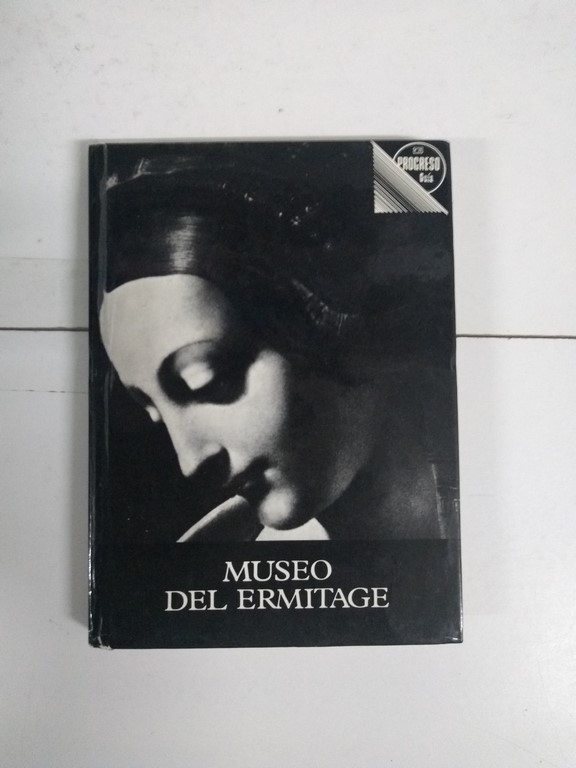 PROGRESO
Guía
MUSEO
DEL ERMITAGE